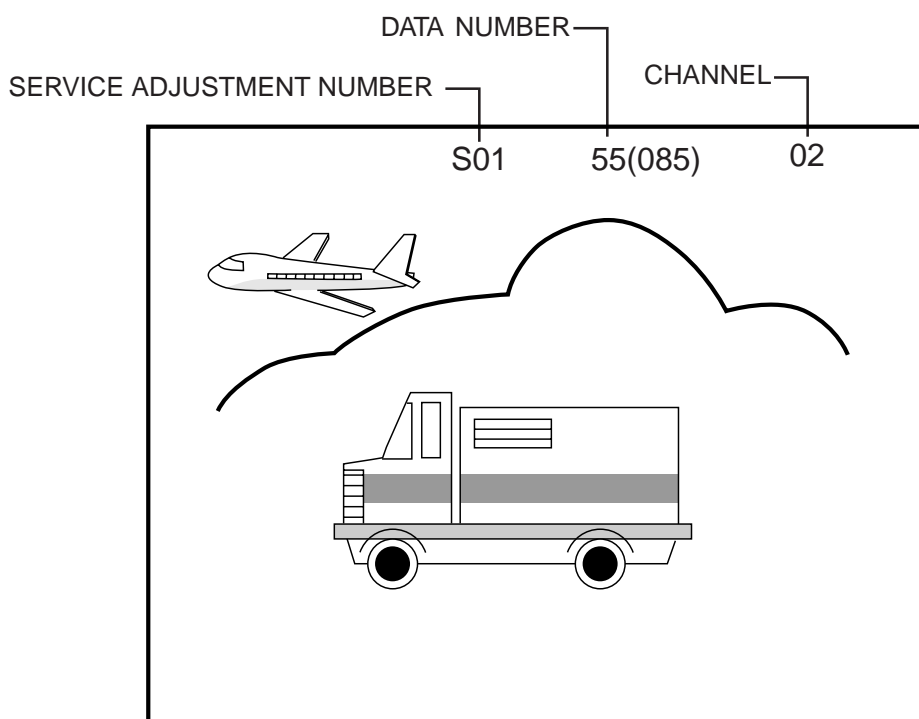 DATA NUMBER
CHANNEL
SERVICE ADJUSTMENT NUMBER
S01 55(085) 02